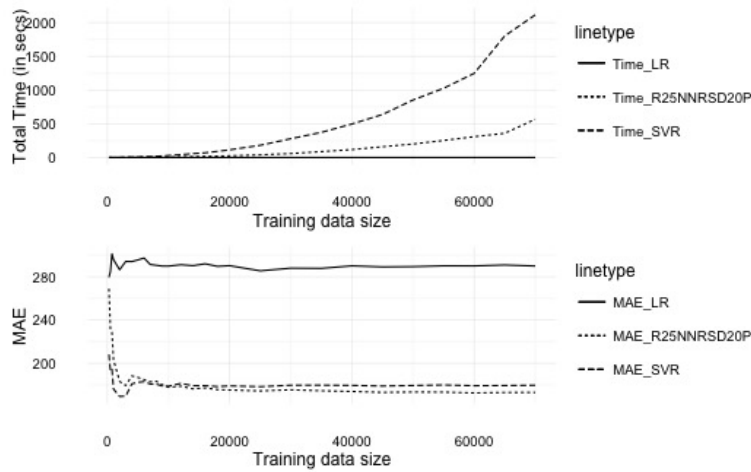 Total Time (in secs)
2000
1500
1000
500
0
0
20000
40000
60000
Training data size
linetype
Time_LR
Time_R25NNRSD20P
Time_SVR
MAE
280
240
200
0
20000
40000
60000
Training data size
linetype
MAE_LR
MAE_R25NNRSD20P
MAE_SVR